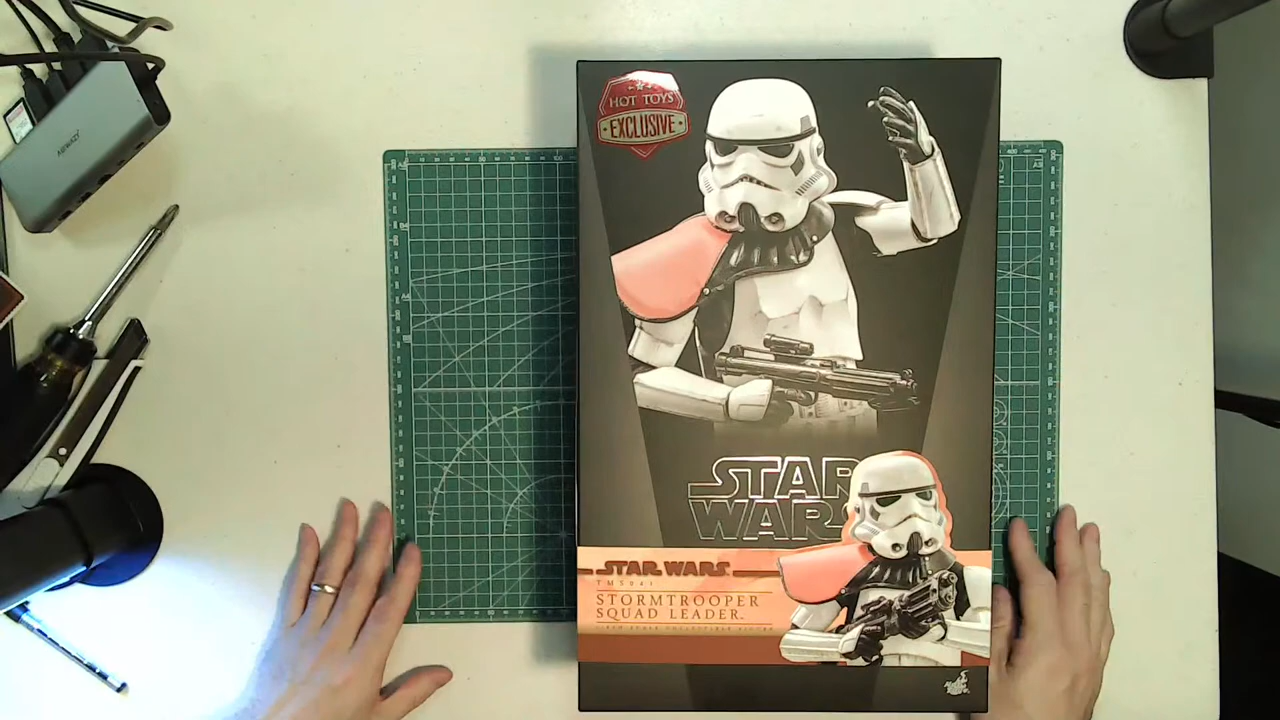 HOT TOYS
EXCLUSIVE
STAR
WARS
STAR WARS
TMS041
STORMTROOPER
SQUAD LEADER